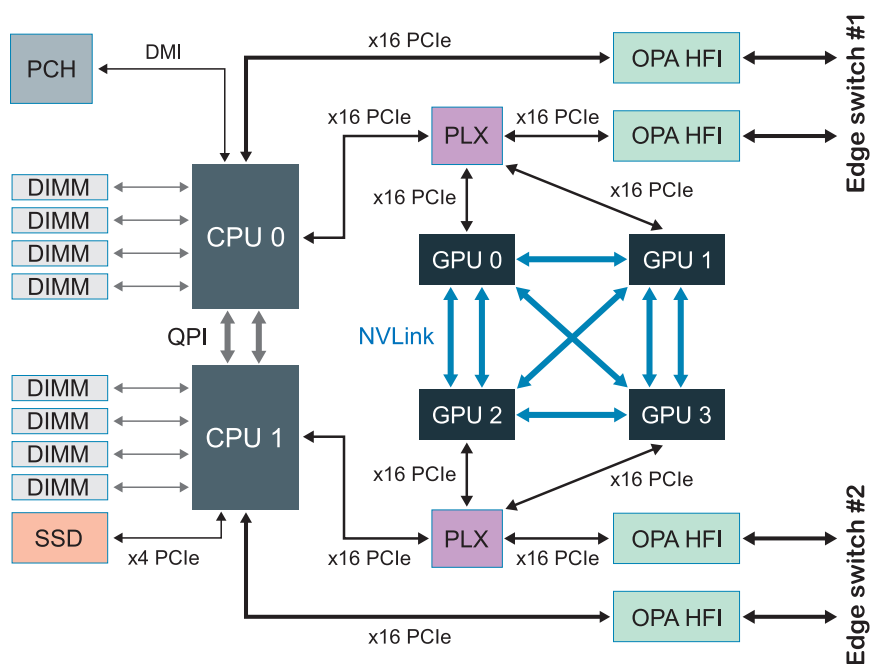 x16 PCIe
OPA HFI
Edge switch #1
PCH
DMI
x16 PCIe
PLX
x16 PCIe
OPA HFI
DIMM
DIMM
DIMM
DIMM
CPU 0
x16 PCIe
x16 PCIe
GPU 0
GPU 1
QPI
NVLink
DIMM
DIMM
DIMM
DIMM
CPU 1
GPU 2
GPU 3
x16 PCIe
x16 PCIe
SSD
x4 PCIe
x16 PCIe
PLX
x16 PCIe
OPA HFI
Edge switch #2
x16 PCIe
OPA HFI